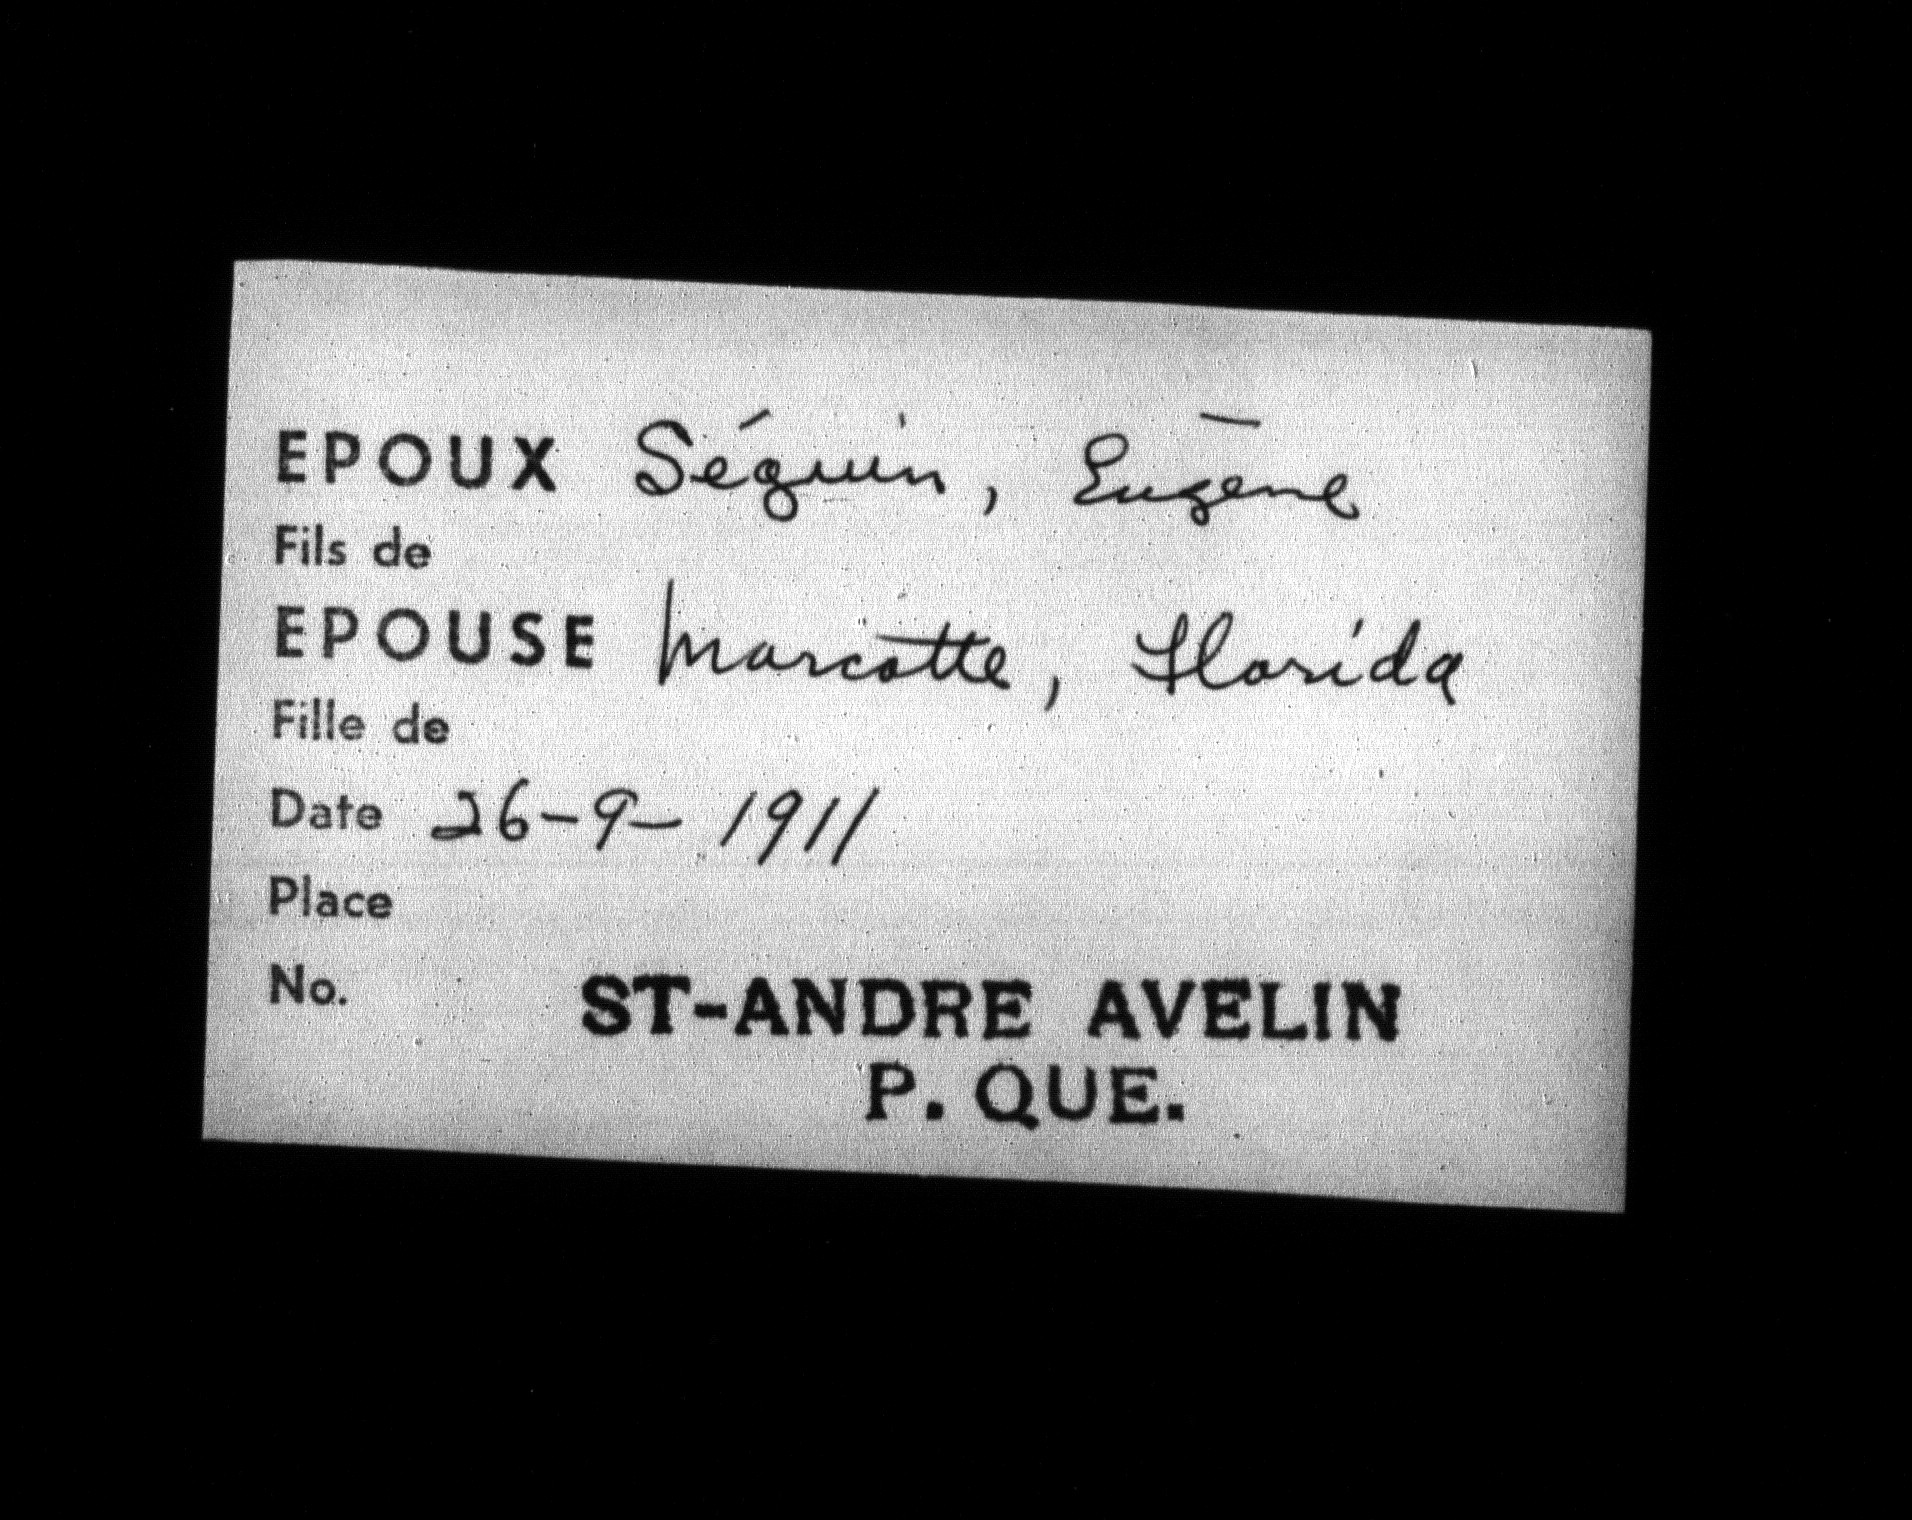 EPOUX Séguin, Eugène
Fils de
EPOUSE Marcotte, Florida
Fille de
Date 26-9-1911
Place
No.
ST-ANDRE AVELIN
P. QUE.